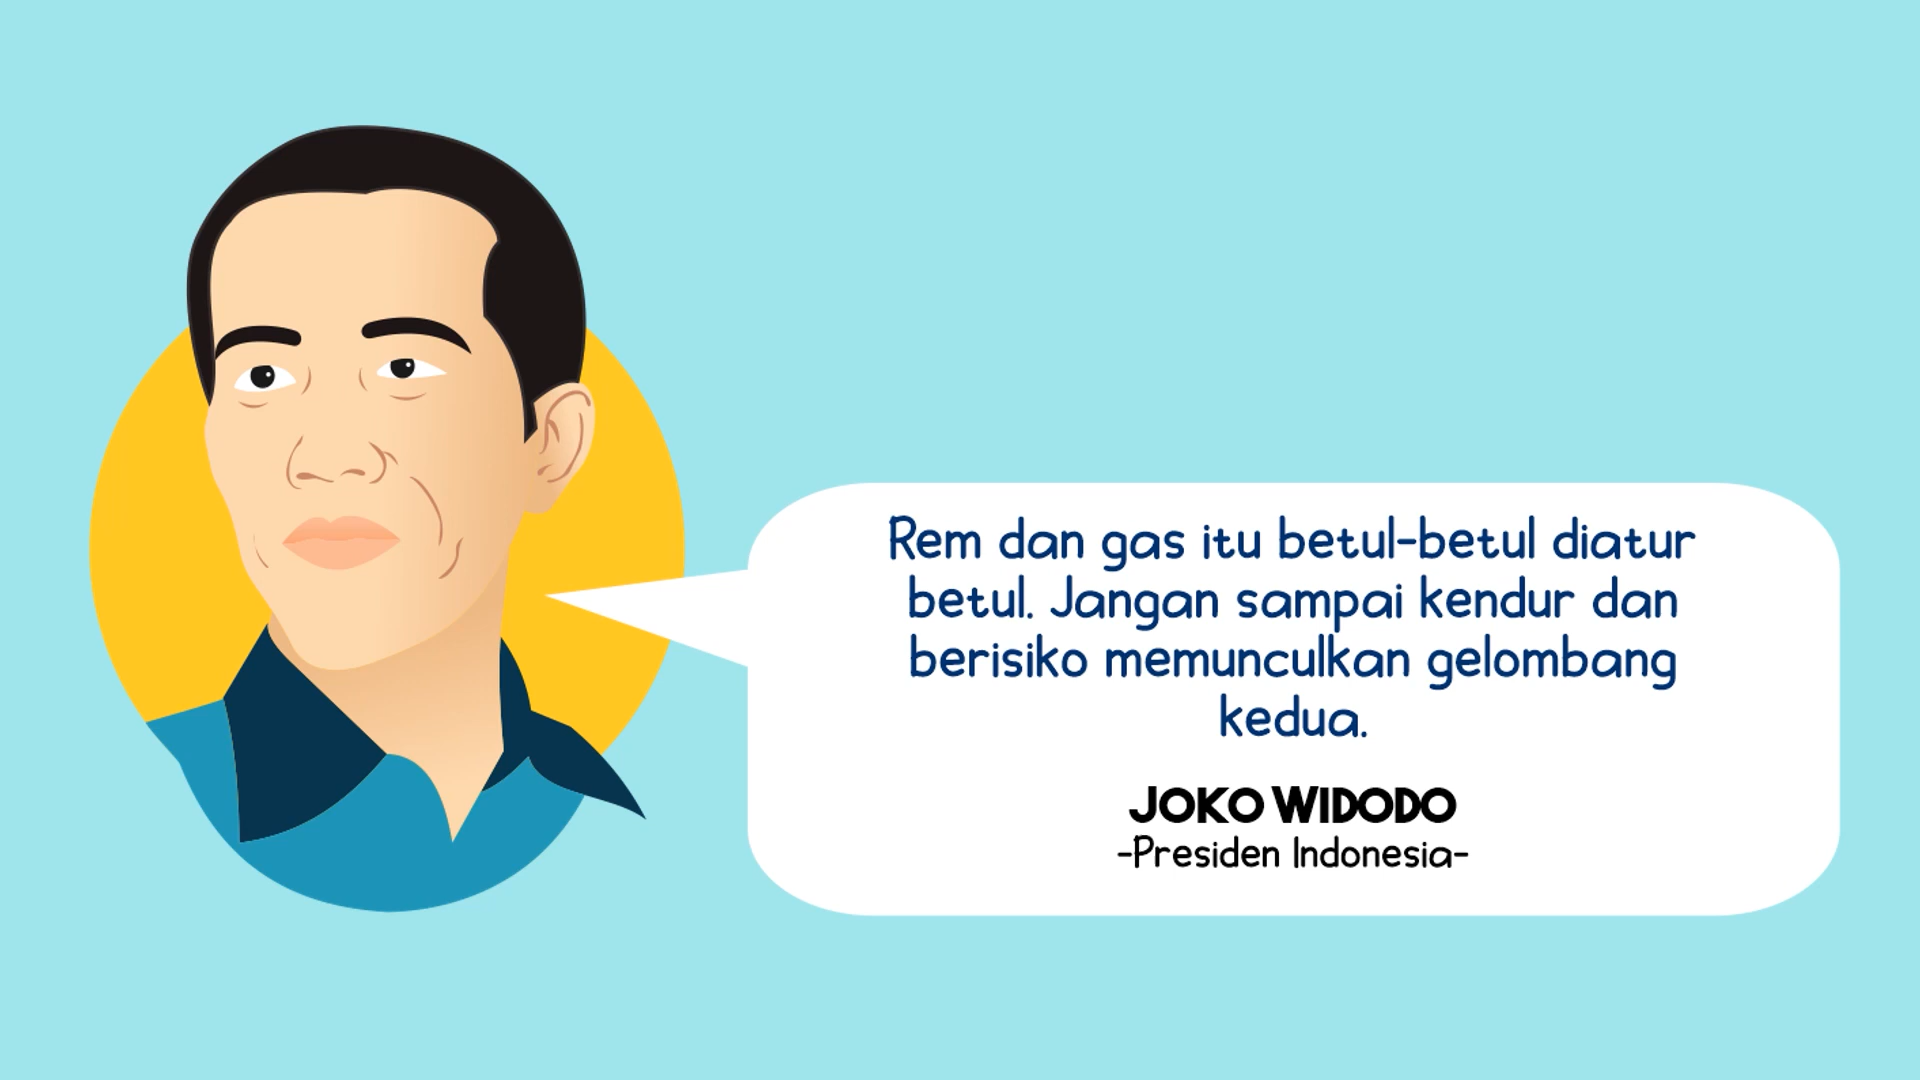 Rem dan gas itu betul-betul diatur
betul. Jangan sampai kendur dan
berisiko memunculkan gelombang
kedua.
JOKO WIDODO
-Presiden Indonesia-